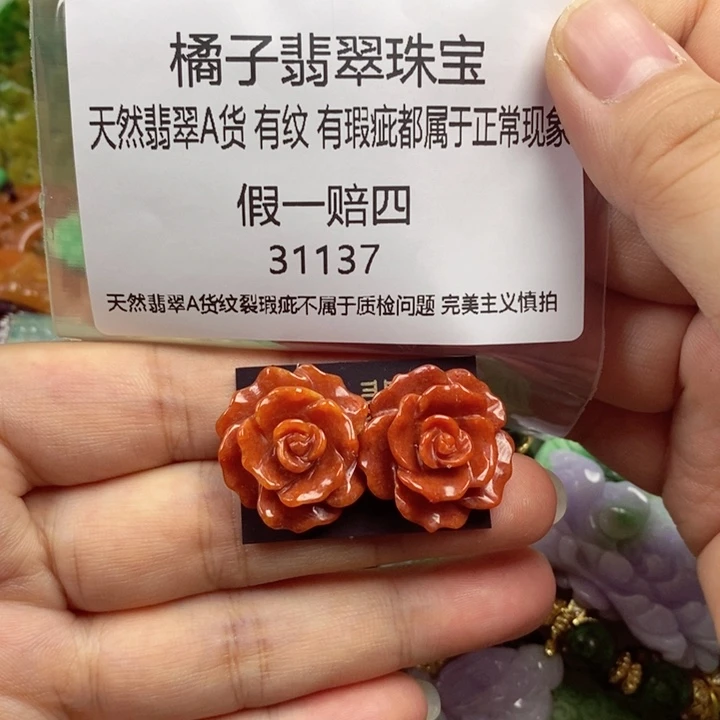 橘子翡翠珠宝
天然翡翠A货 有纹 有瑕疵都属于正常现象
假一赔四
31137
天然翡翠A货纹裂瑕疵不属于质检问题 完美主义慎拍